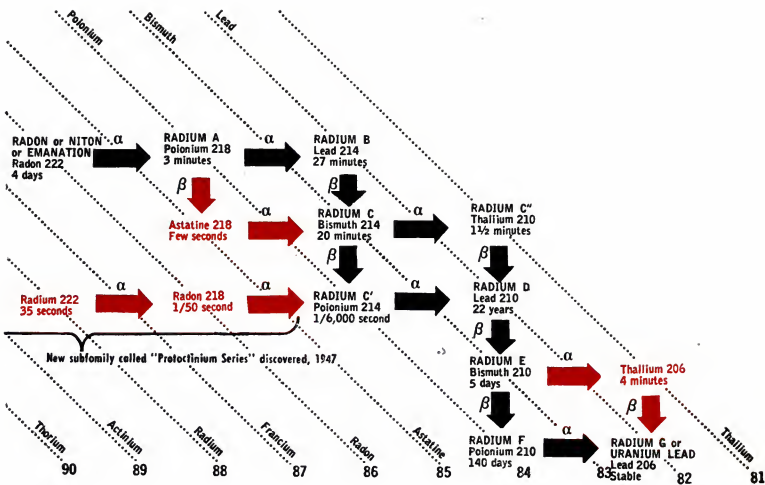 Polonium
Bismuth
Lead
RADON or NITON
or EMANATION
Radon 222
4 days
α
RADIUM A
Polonium 218
3 minutes
α
RADIUM B
Lead 214
27 minutes
β
β
Astatine 218
Few seconds
α
RADIUM C
Bismuth 214
20 minutes
α
RADIUM C"
Thallium 210
1½ minutes
β
β
Radium 222
35 seconds
α
Radon 218
1/50 second
α
RADIUM C'
Polonium 214
1/6,000 second
α
RADIUM D
Lead 210
22 years
β
New subfomily called "Protoctinium Series" discovered, 1947
RADIUM E
Bismuth 210
5 days
α
Thallium 206
4 minutes
β
β
RADIUM F
Polonium 210
140 days
α
RADIUM G or
URANIUM LEAD
Lead 206
Stable
Thorium
Actinium
Radium
Francium
Radon
Astatine
Thallium
90
89
88
87
86
85
84
83
82
81